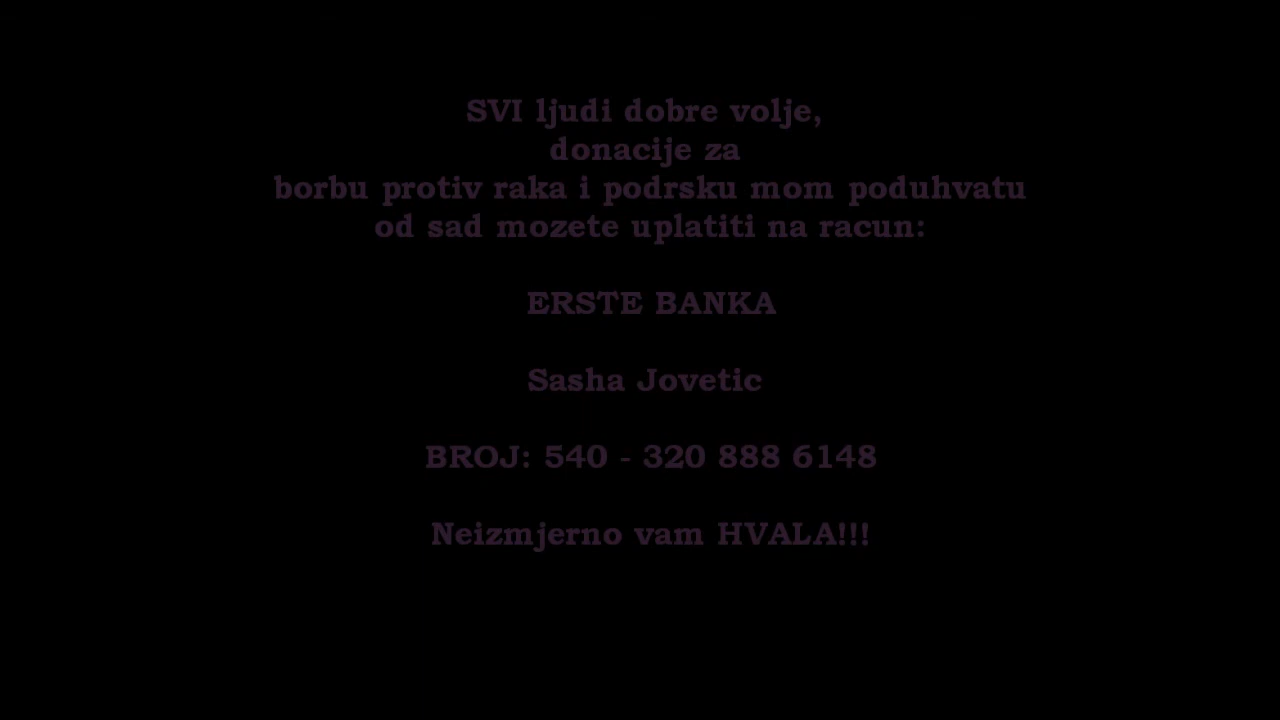 SVI ljudi dobre volje,
donacije za
borbu protiv raka i podrsku mom poduhvatu
od sad mozete uplatiti na racun:
ERSTE BANKA
Sasha Jovetic
BROJ: 540 - 320 888 6148
Neizmjerno vam HVALA!!!